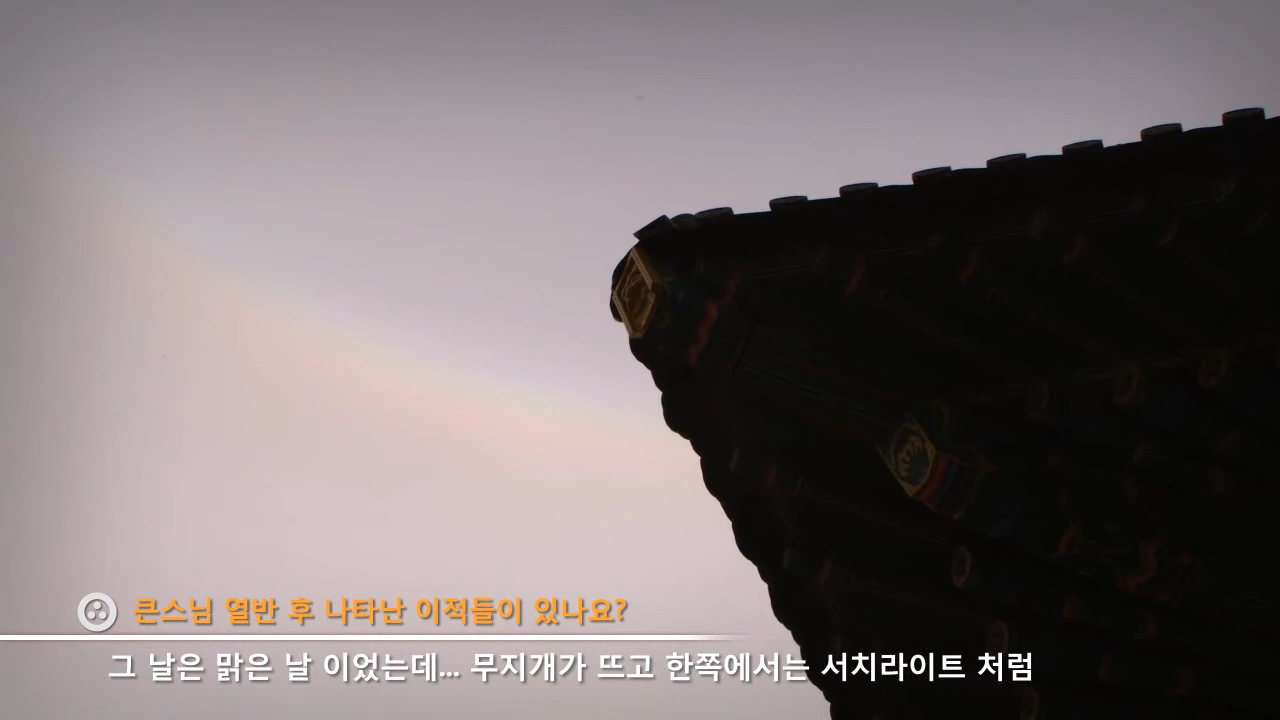 큰스님 열반 후 나타난 이적들이 있나요?
그 날은 맑은 날 이었는데... 무지개가 뜨고 한쪽에서는 서치라이트 처럼